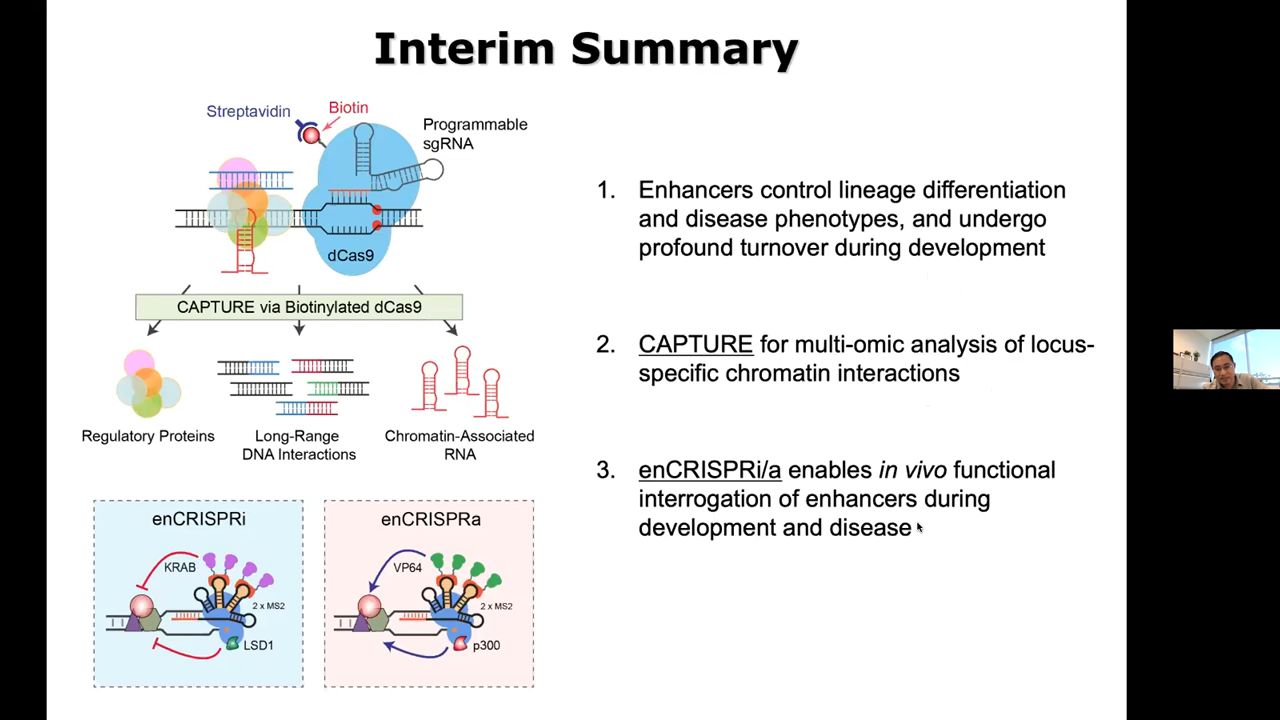 Interim Summary
Streptavidin
Biotin
Programmable
sgRNA
dCas9
CAPTURE via Biotinylated dCas9
Regulatory Proteins
Long-Range
DNA Interactions
Chromatin-Associated
RNA
enCRISPRi
KRAB
2 x MS2
LSD1
enCRISPRa
VP64
2 x MS2
p300
1. Enhancers control lineage differentiation
and disease phenotypes, and undergo
profound turnover during development
2. CAPTURE for multi-omic analysis of locus-
specific chromatin interactions
3. enCRISPRi/a enables in vivo functional
interrogation of enhancers during
development and disease